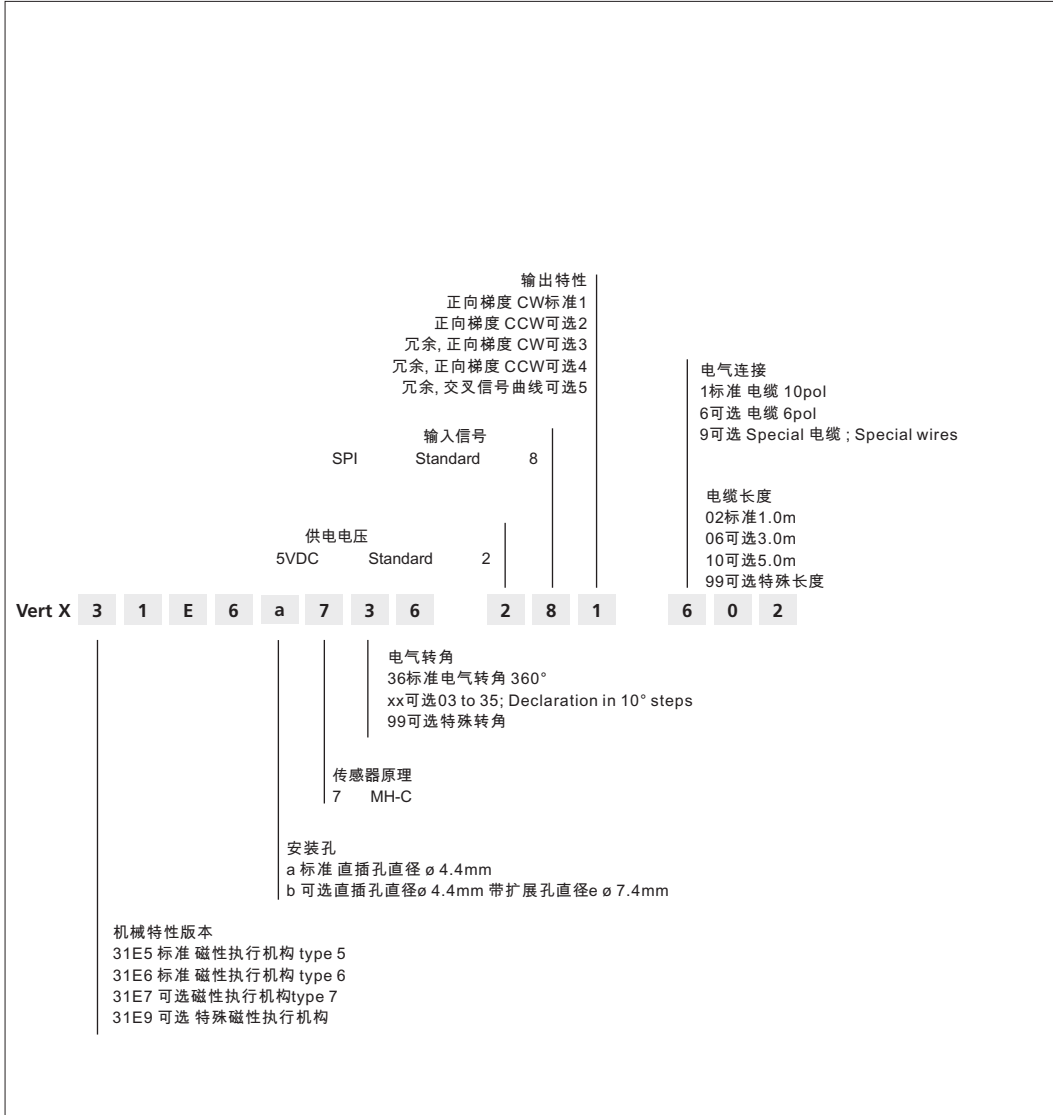 输出特性
正向梯度 CW标准1
正向梯度 CCW可选2
冗余, 正向梯度 CW可选3
冗余, 正向梯度 CCW可选4
冗余, 交叉信号曲线可选5
电气连接
1标准 电缆 10pol
6可选 电缆 6pol
9可选 Special 电缆 ; Special wires
输入信号
SPI Standard 8
电缆长度
02标准1.0m
06可选3.0m
10可选5.0m
99可选特殊长度
供电电压
5VDC Standard 2
Vert X 3 1 E 6 a 7 3 6 2 8 1 6 0 2
电气转角
36标准电气转角 360°
xx可选03 to 35; Declaration in 10° steps
99可选特殊转角
传感器原理
7 MH-C
安装孔
a 标准 直插孔直径 ø 4.4mm
b 可选直插孔直径ø 4.4mm 带扩展孔直径e ø 7.4mm
机械特性版本
31E5 标准 磁性执行机构 type 5
31E6 标准 磁性执行机构 type 6
31E7 可选磁性执行机构type 7
31E9 可选 特殊磁性执行机构